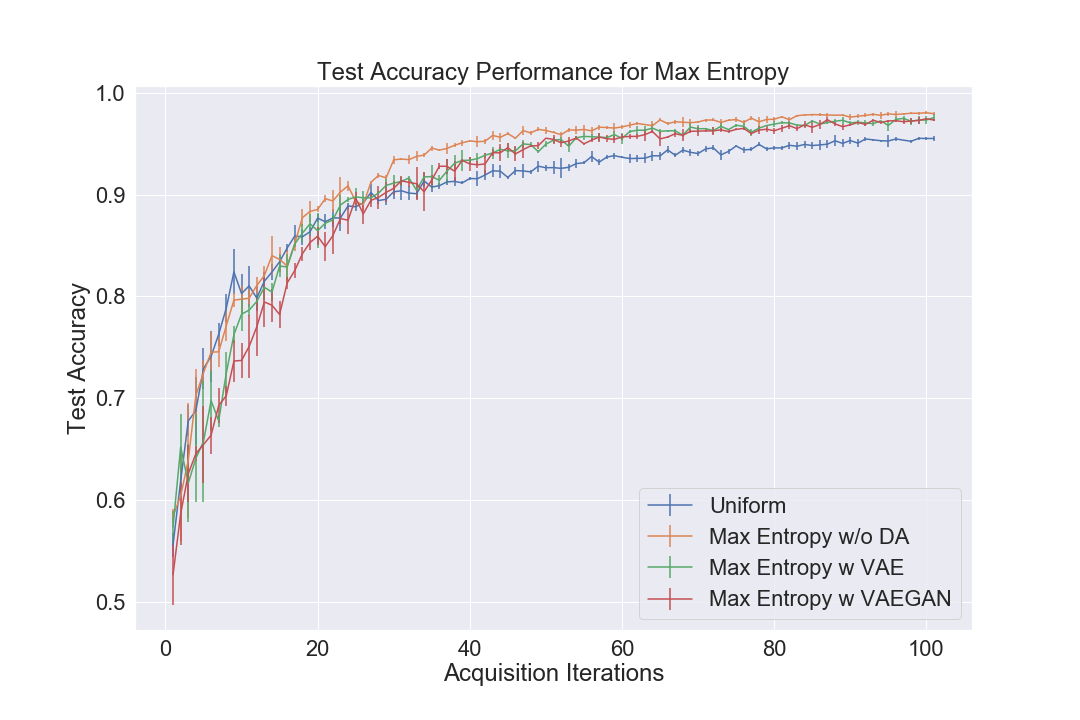 Test Accuracy Performance for Max Entropy
1.0
0.9
0.8
0.7
0.6
0.5
Test Accuracy
0 20 40 60 80 100
Acquisition Iterations
Uniform
Max Entropy w/o DA
Max Entropy w VAE
Max Entropy w VAEGAN